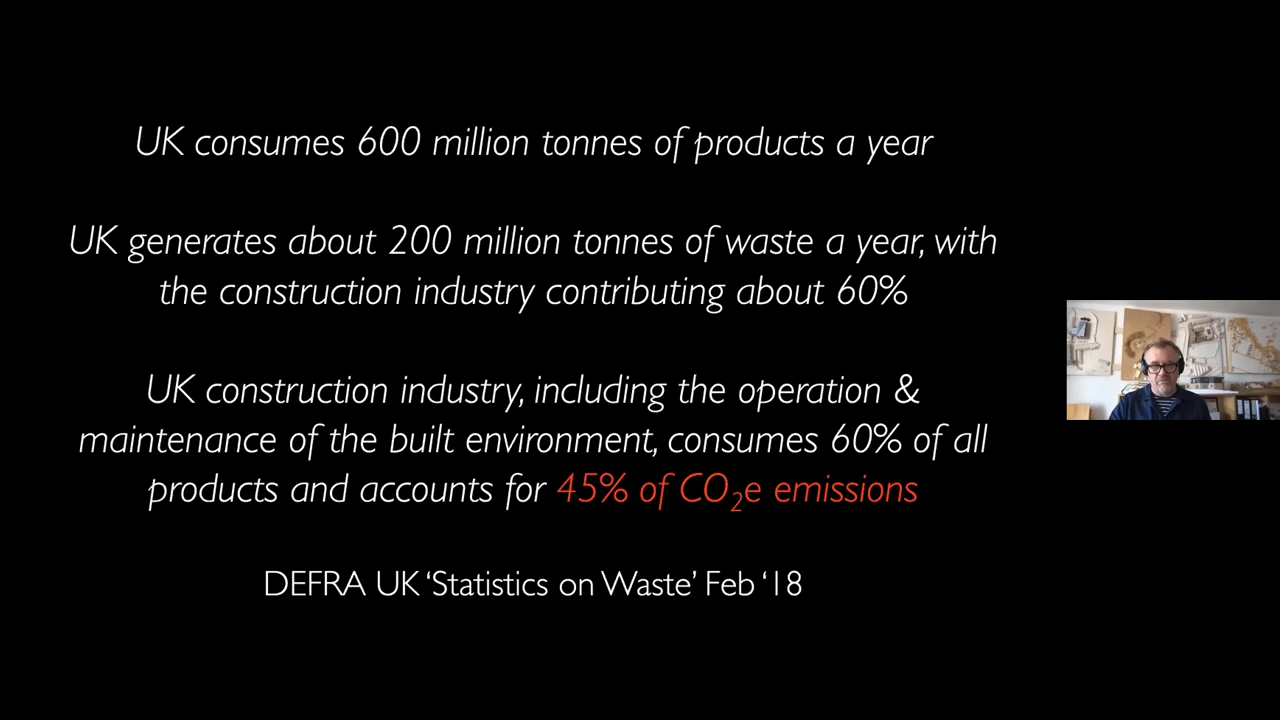 UK consumes 600 million tonnes of products a year
UK generates about 200 million tonnes of waste a year, with
the construction industry contributing about 60%
UK construction industry, including the operation &
maintenance of the built environment, consumes 60% of all
products and accounts for 45% of CO₂e emissions
DEFRA UK ‘Statistics on Waste’ Feb ‘18